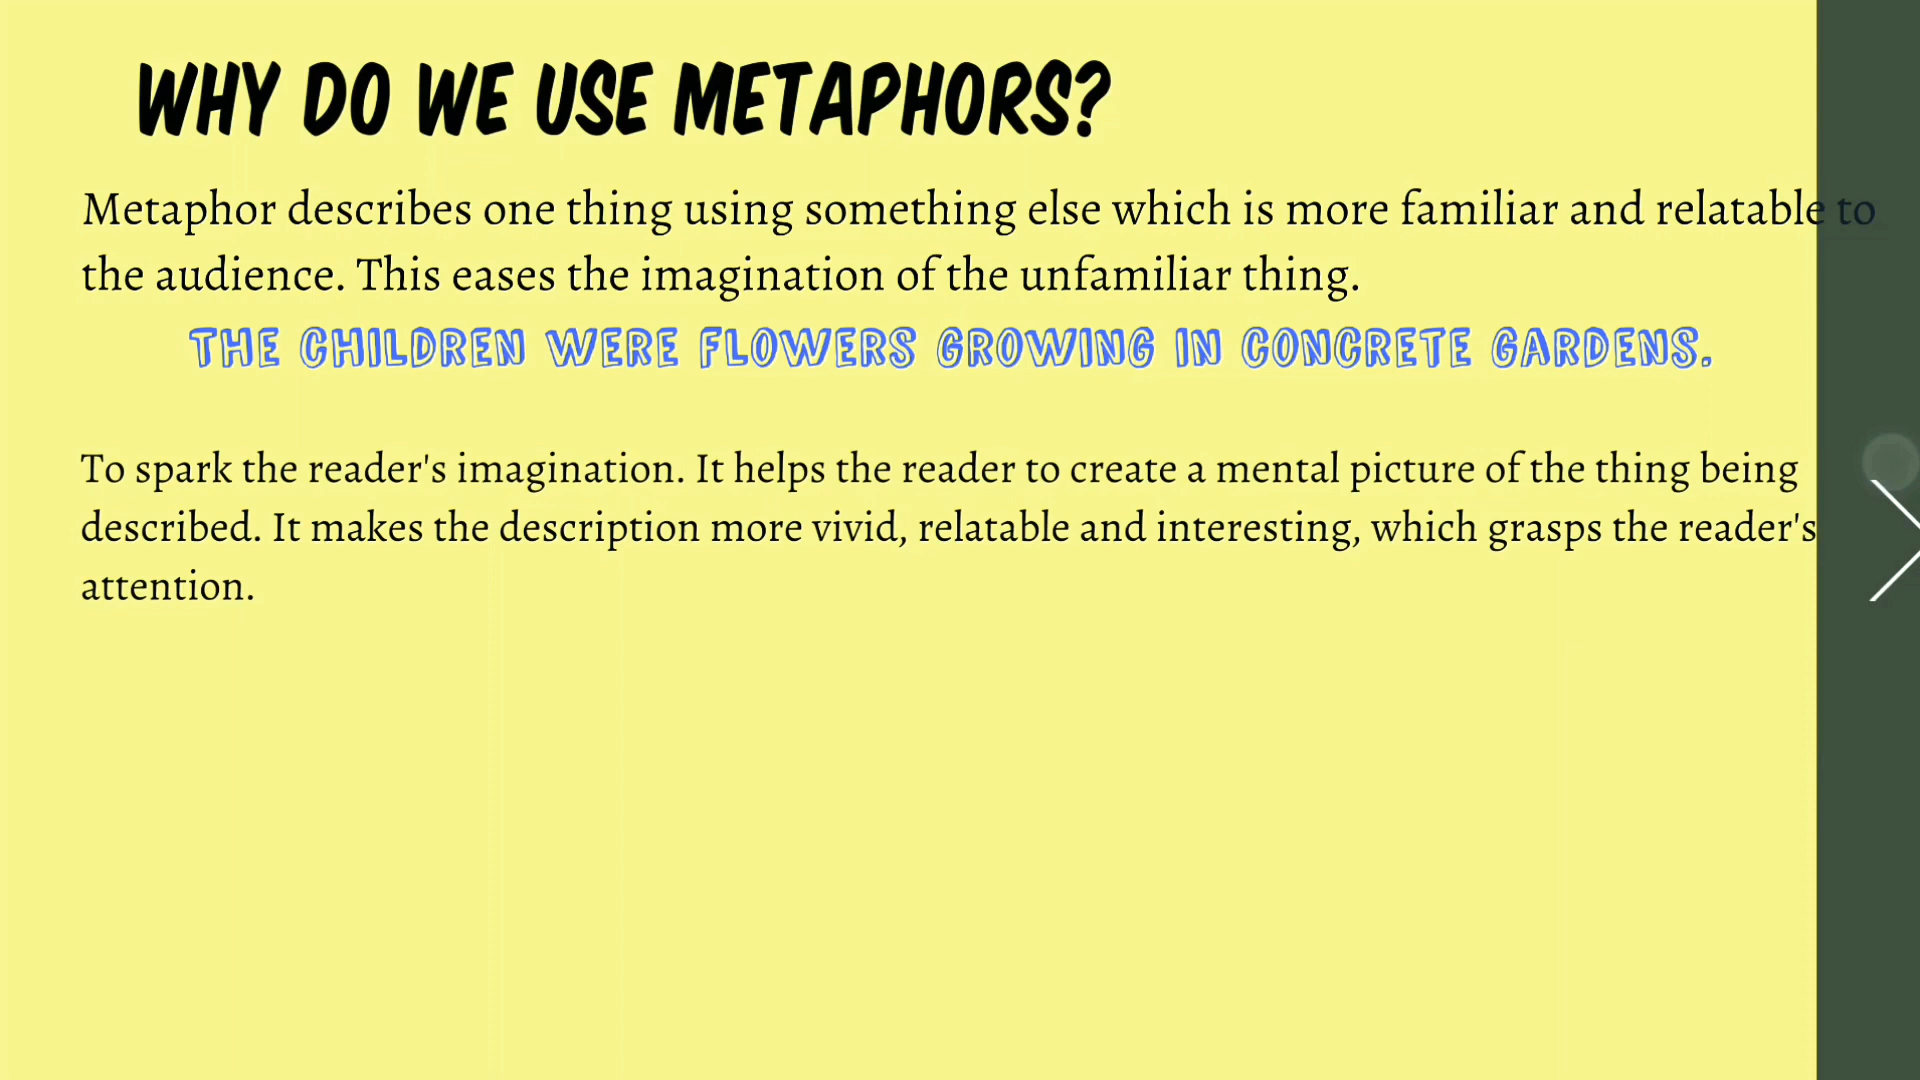 WHY DO WE USE METAPHORS?
Metaphor describes one thing using something else which is more familiar and relatable to
the audience. This eases the imagination of the unfamiliar thing.
THE CHILDREN WERE FLOWERS GROWING IN CONCRETE GARDENS.
To spark the reader's imagination. It helps the reader to create a mental picture of the thing being
described. It makes the description more vivid, relatable and interesting, which grasps the reader's
attention.